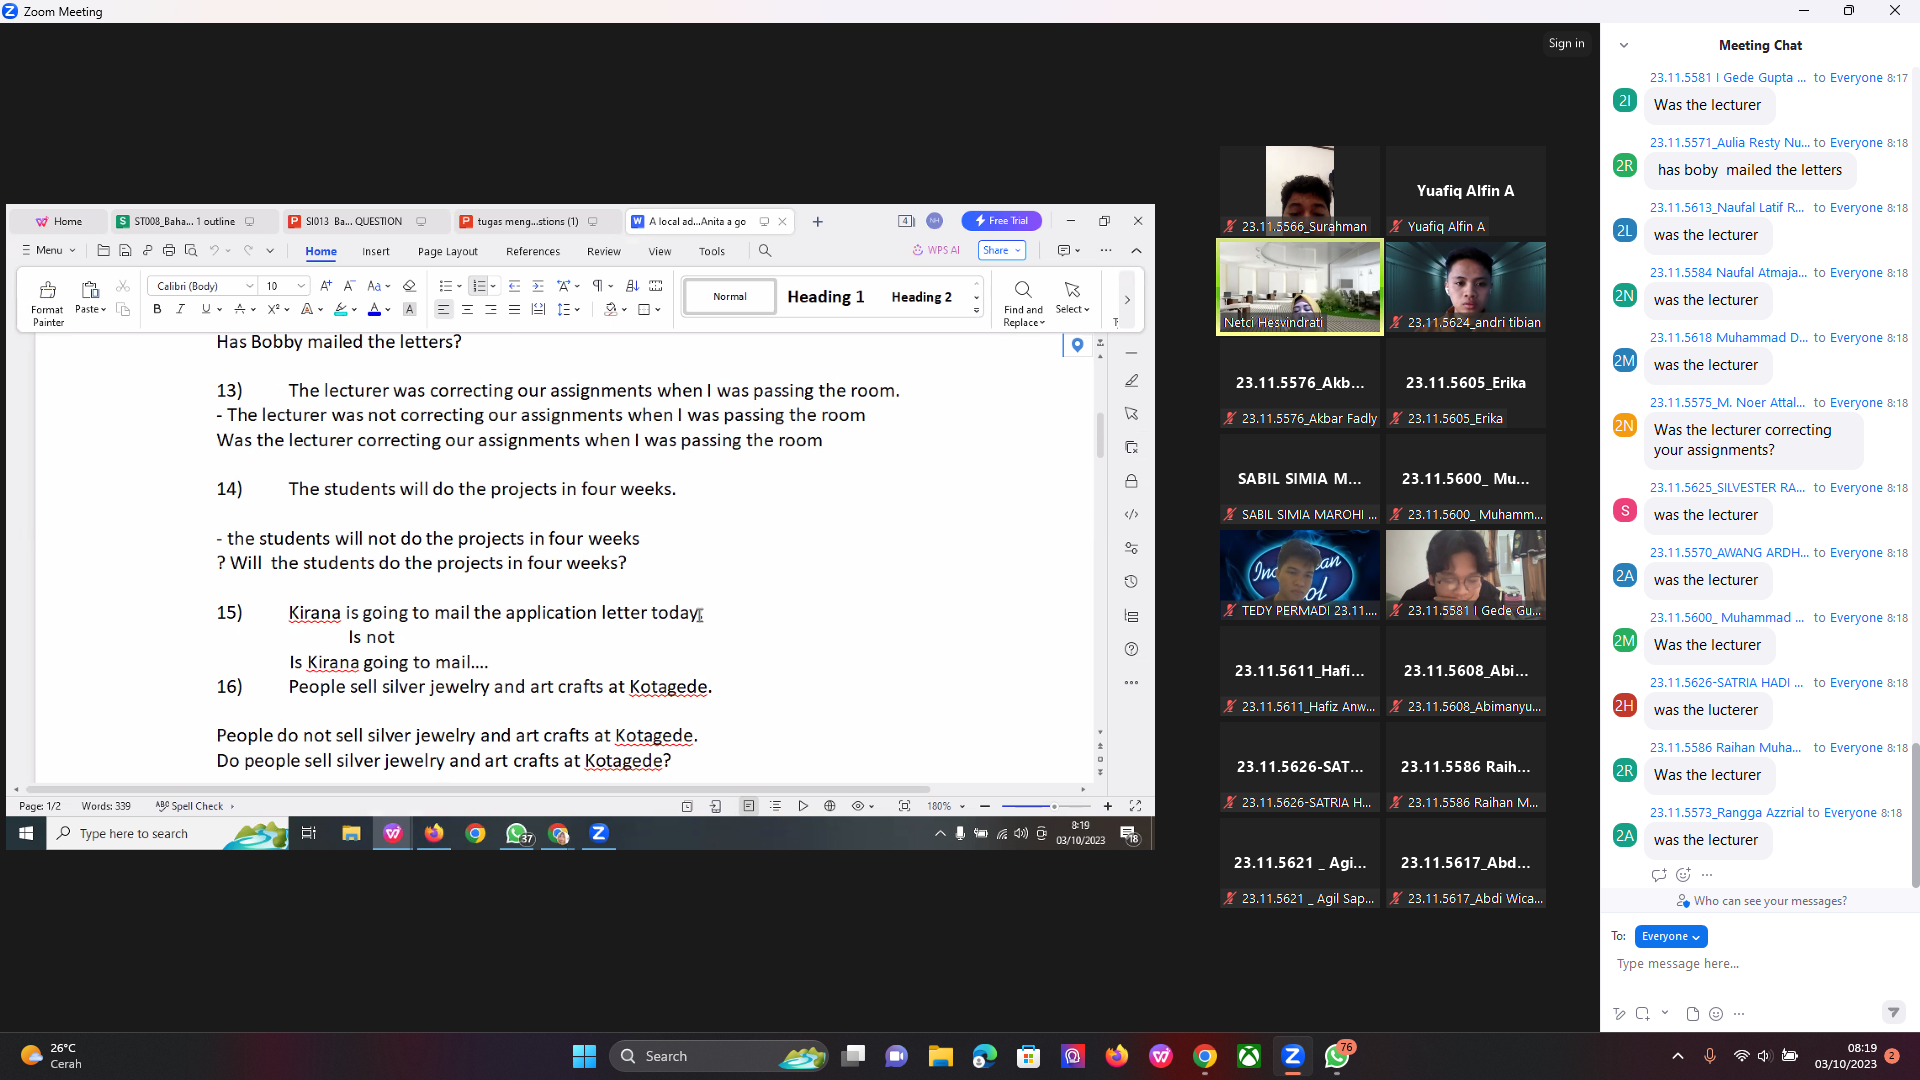 Zoom Meeting
Sign in
Home
ST008_Baha... 1 outline
SI013 Ba... QUESTION
tugas meng...stions (1)
A local ad...Anita a go
Free Trial
Menu
Home
Insert
Page Layout
References
Review
View
Tools
WPS AI
Share
Format Painter
Paste
Calibri (Body)
10
Normal
Heading 1
Heading 2
Find and Replace
Select
Has Bobby mailed the letters?
13) The lecturer was correcting our assignments when I was passing the room.
- The lecturer was not correcting our assignments when I was passing the room
Was the lecturer correcting our assignments when I was passing the room
14) The students will do the projects in four weeks.
- the students will not do the projects in four weeks
? Will the students do the projects in four weeks?
15) Kirana is going to mail the application letter today.
Is not
Is Kirana going to mail....
16) People sell silver jewelry and art crafts at Kotagede.
People do not sell silver jewelry and art crafts at Kotagede.
Do people sell silver jewelry and art crafts at Kotagede?
Page: 1/2
Words: 339
Spell Check
180%
Type here to search
37
8:19
03/10/2023
18
23.11.5566_Surahman
Yuafiq Alfin A
Yuafiq Alfin A
Netci Hesvindrati
23.11.5624_andri tibian
23.11.5576_Akb...
23.11.5576_Akbar Fadly
23.11.5605_Erika
23.11.5605_Erika
SABIL SIMIA M...
SABIL SIMIA MAROHI ...
23.11.5600_ Mu...
23.11.5600_ Muhamm...
TEDY PERMADI 23.11....
23.11.5581 I Gede Gu...
23.11.5611_Hafi...
23.11.5611_Hafiz Anw...
23.11.5608_Abi...
23.11.5608_Abimanyu...
23.11.5626-SAT...
23.11.5626-SATRIA H...
23.11.5586 Raih...
23.11.5586 Raihan M...
23.11.5621 _ Agi...
23.11.5621 _ Agil Sap...
23.11.5617_Abd...
23.11.5617_Abdi Wica...
Meeting Chat
23.11.5581 I Gede Gupta ... to Everyone 8:17
2I
Was the lecturer
23.11.5571_Aulia Resty Nu... to Everyone 8:18
2R
has boby mailed the letters
23.11.5613_Naufal Latif R... to Everyone 8:18
2L
was the lecturer
23.11.5584 Naufal Atmaja... to Everyone 8:18
2N
was the lecturer
23.11.5618 Muhammad D... to Everyone 8:18
2M
was the lecturer
23.11.5575_M. Noer Attal... to Everyone 8:18
2N
Was the lecturer correcting
your assignments?
23.11.5625_SILVESTER RA... to Everyone 8:18
S
was the lecturer
23.11.5570_AWANG ARDH... to Everyone 8:18
2A
was the lecturer
23.11.5600_ Muhammad ... to Everyone 8:18
2M
Was the lecturer
23.11.5626-SATRIA HADI ... to Everyone 8:18
2H
was the lucterer
23.11.5586 Raihan Muha... to Everyone 8:18
2R
Was the lecturer
23.11.5573_Rangga Azzrial to Everyone 8:18
2A
was the lecturer
Who can see your messages?
To: Everyone
Type message here...
26°C
Cerah
Search
76
08:19
03/10/2023
2